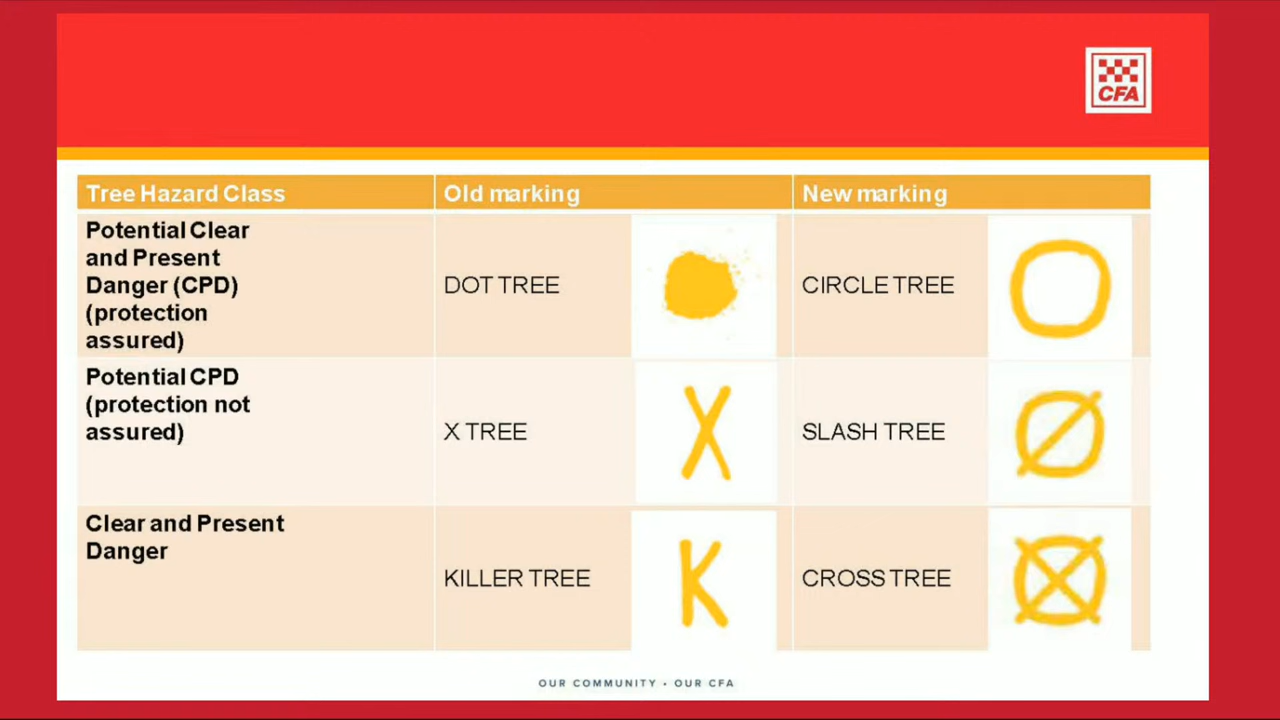 CFA
Tree Hazard Class
Old marking
New marking
Potential Clear
and Present
Danger (CPD)
(protection
assured)
DOT TREE
CIRCLE TREE
Potential CPD
(protection not
assured)
X TREE
X
SLASH TREE
Clear and Present
Danger
KILLER TREE
K
CROSS TREE
OUR COMMUNITY • OUR CFA